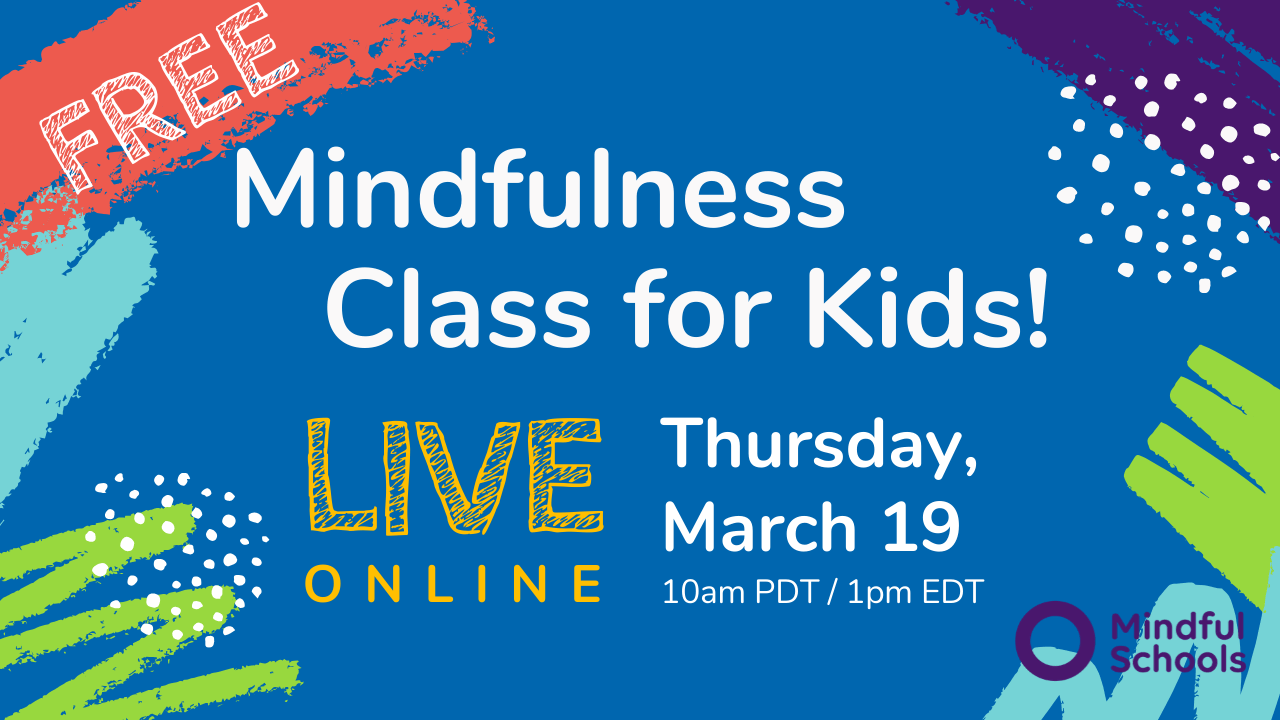 FREE
Mindfulness
Class for Kids!
LIVE
ONLINE
Thursday,
March 19
10am PDT / 1pm EDT
Mindful
Schools